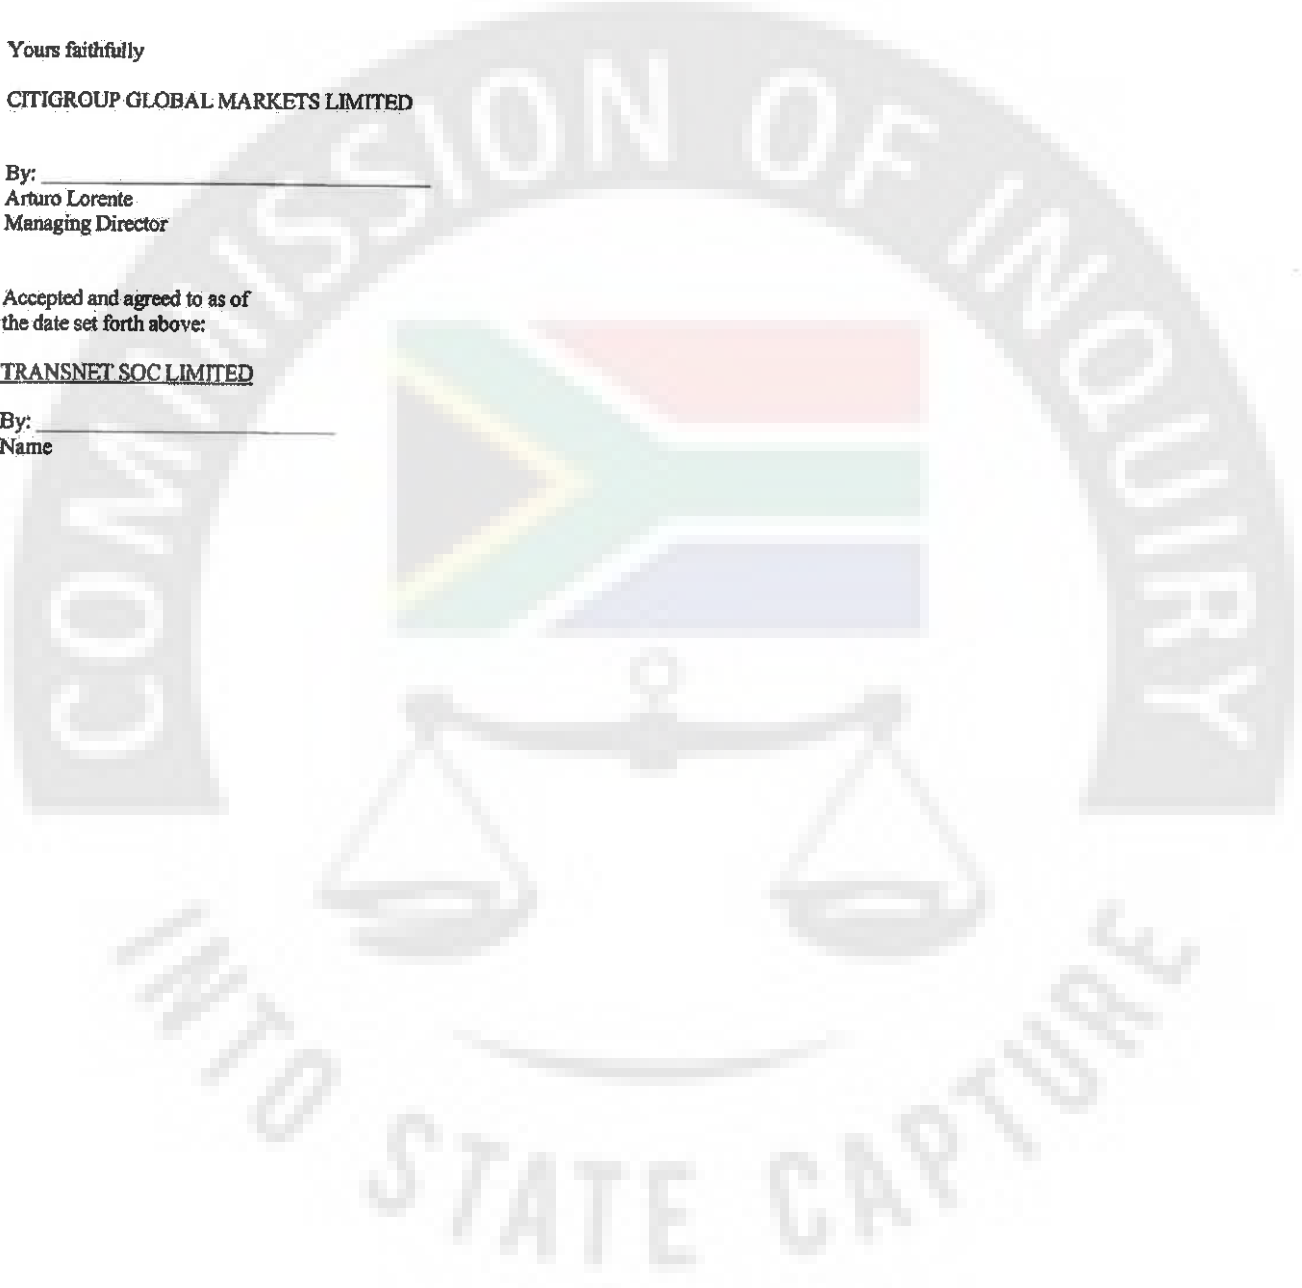 Yours faithfully
CITIGROUP GLOBAL MARKETS LIMITED
By:
Arturo Lorente
Managing Director
Accepted and agreed to as of
the date set forth above:
TRANSNET SOC LIMITED
By:
Name
COMMISSION OF INQUIRY
INTO STATE CAPTURE